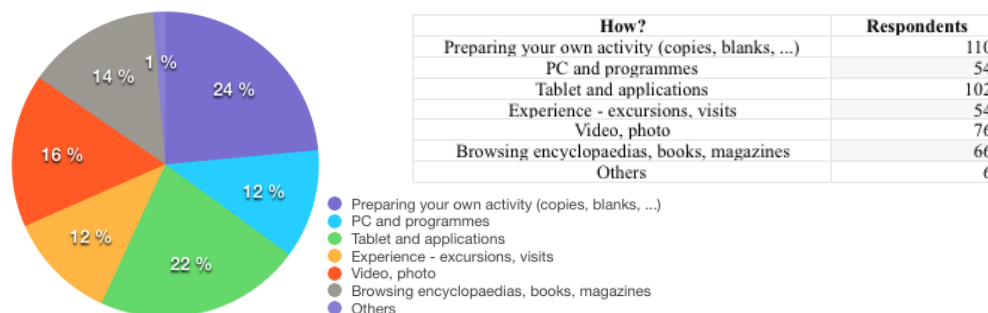 1 %
14 %
24 %
16 %
12 %
12 %
22 %
How? Respondents
Preparing your own activity (copies, blanks, ...) 110
PC and programmes 54
Tablet and applications 102
Experience - excursions, visits 54
Video, photo 76
Browsing encyclopaedias, books, magazines 66
Others 6
Preparing your own activity (copies, blanks, ...)
PC and programmes
Tablet and applications
Experience - excursions, visits
Video, photo
Browsing encyclopaedias, books, magazines
Others